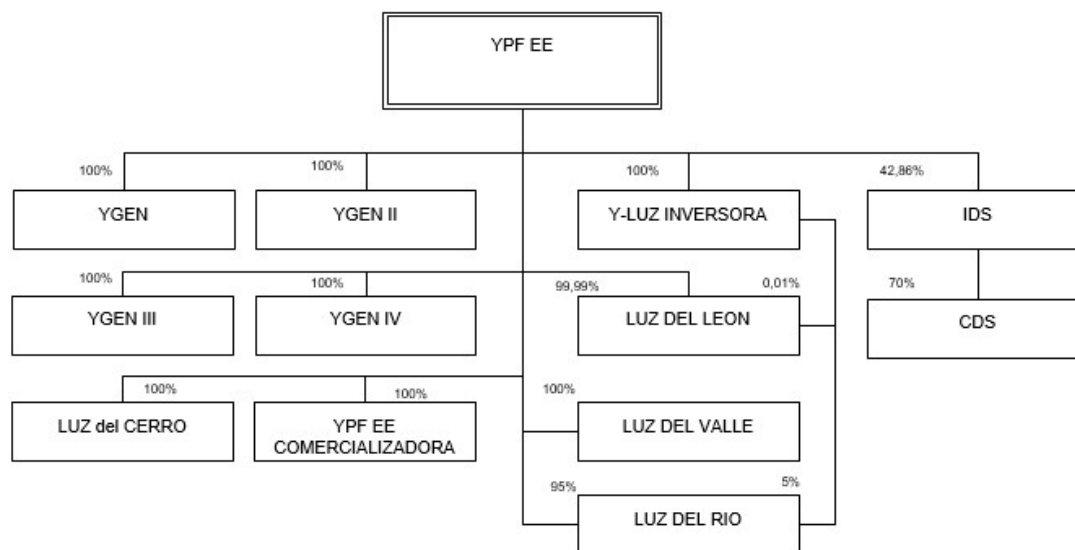 YPF EE
100%
100%
100%
42,86%
YGEN
YGEN II
Y-LUZ INVERSORA
IDS
100%
100%
99,99%
0,01%
70%
YGEN III
YGEN IV
LUZ DEL LEON
CDS
100%
100%
100%
LUZ del CERRO
YPF EE
COMERCIALIZADORA
LUZ DEL VALLE
95%
5%
LUZ DEL RIO